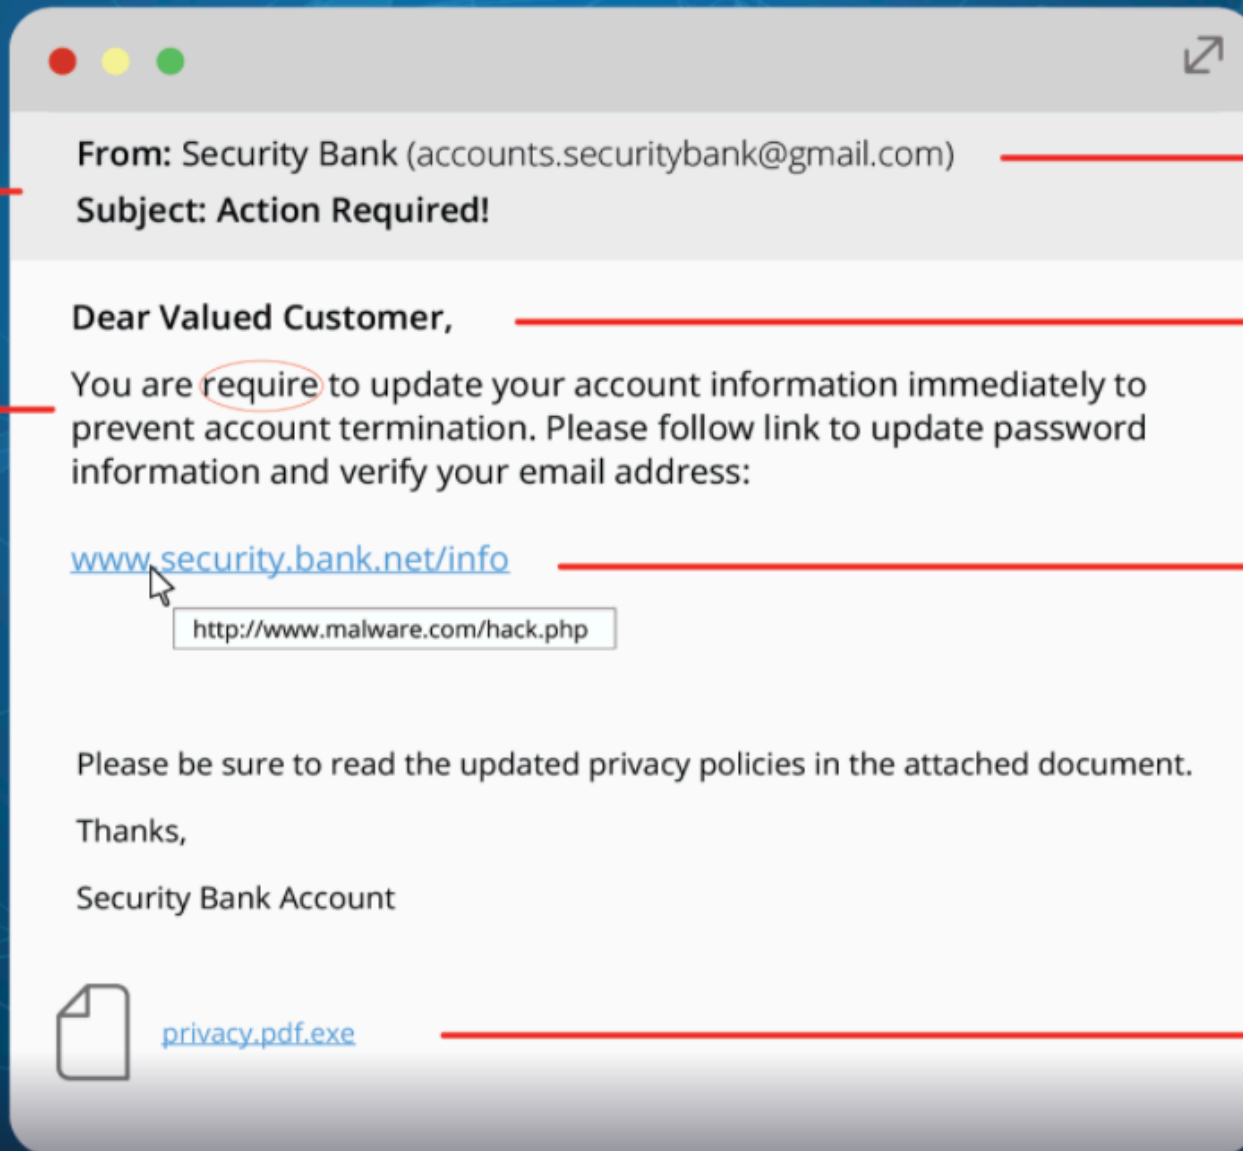 From: Security Bank (accounts.securitybank@gmail.com)
Subject: Action Required!
Dear Valued Customer,
You are require to update your account information immediately to
prevent account termination. Please follow link to update password
information and verify your email address:
www.security.bank.net/info
http://www.malware.com/hack.php
Please be sure to read the updated privacy policies in the attached document.
Thanks,
Security Bank Account
privacy.pdf.exe